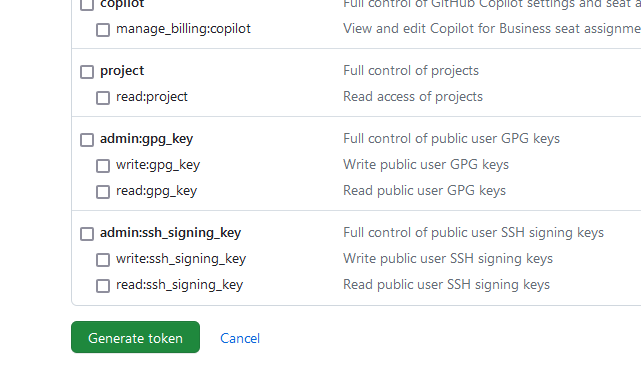 copilot Full control of GitHub Copilot settings and seat a
manage_billing:copilot View and edit Copilot for Business seat assignme
project Full control of projects
read:project Read access of projects
admin:gpg_key Full control of public user GPG keys
write:gpg_key Write public user GPG keys
read:gpg_key Read public user GPG keys
admin:ssh_signing_key Full control of public user SSH signing keys
write:ssh_signing_key Write public user SSH signing keys
read:ssh_signing_key Read public user SSH signing keys
Generate token Cancel